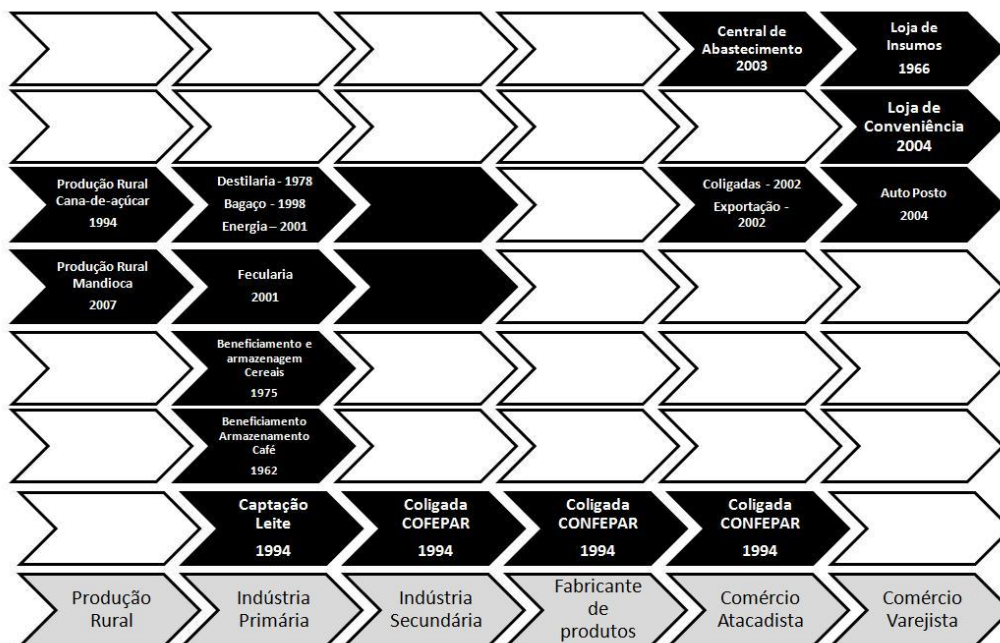 Central de
Abastecimento
2003
Loja de
Insumos
1966
Loja de
Conveniência
2004
Produção Rural
Cana-de-açúcar
1994
Destilaria - 1978
Bagaço - 1998
Energia – 2001
Coligadas - 2002
Exportação -
2002
Auto Posto
2004
Produção Rural
Mandioca
2007
Fecularia
2001
Beneficiamento e
armazenagem
Cereais
1975
Beneficiamento
Armazenamento
Café
1962
Captação
Leite
1994
Coligada
COFEPAR
1994
Coligada
CONFEPAR
1994
Coligada
CONFEPAR
1994
Produção
Rural
Indústria
Primária
Indústria
Secundária
Fabricante
de
produtos
Comércio
Atacadista
Comércio
Varejista